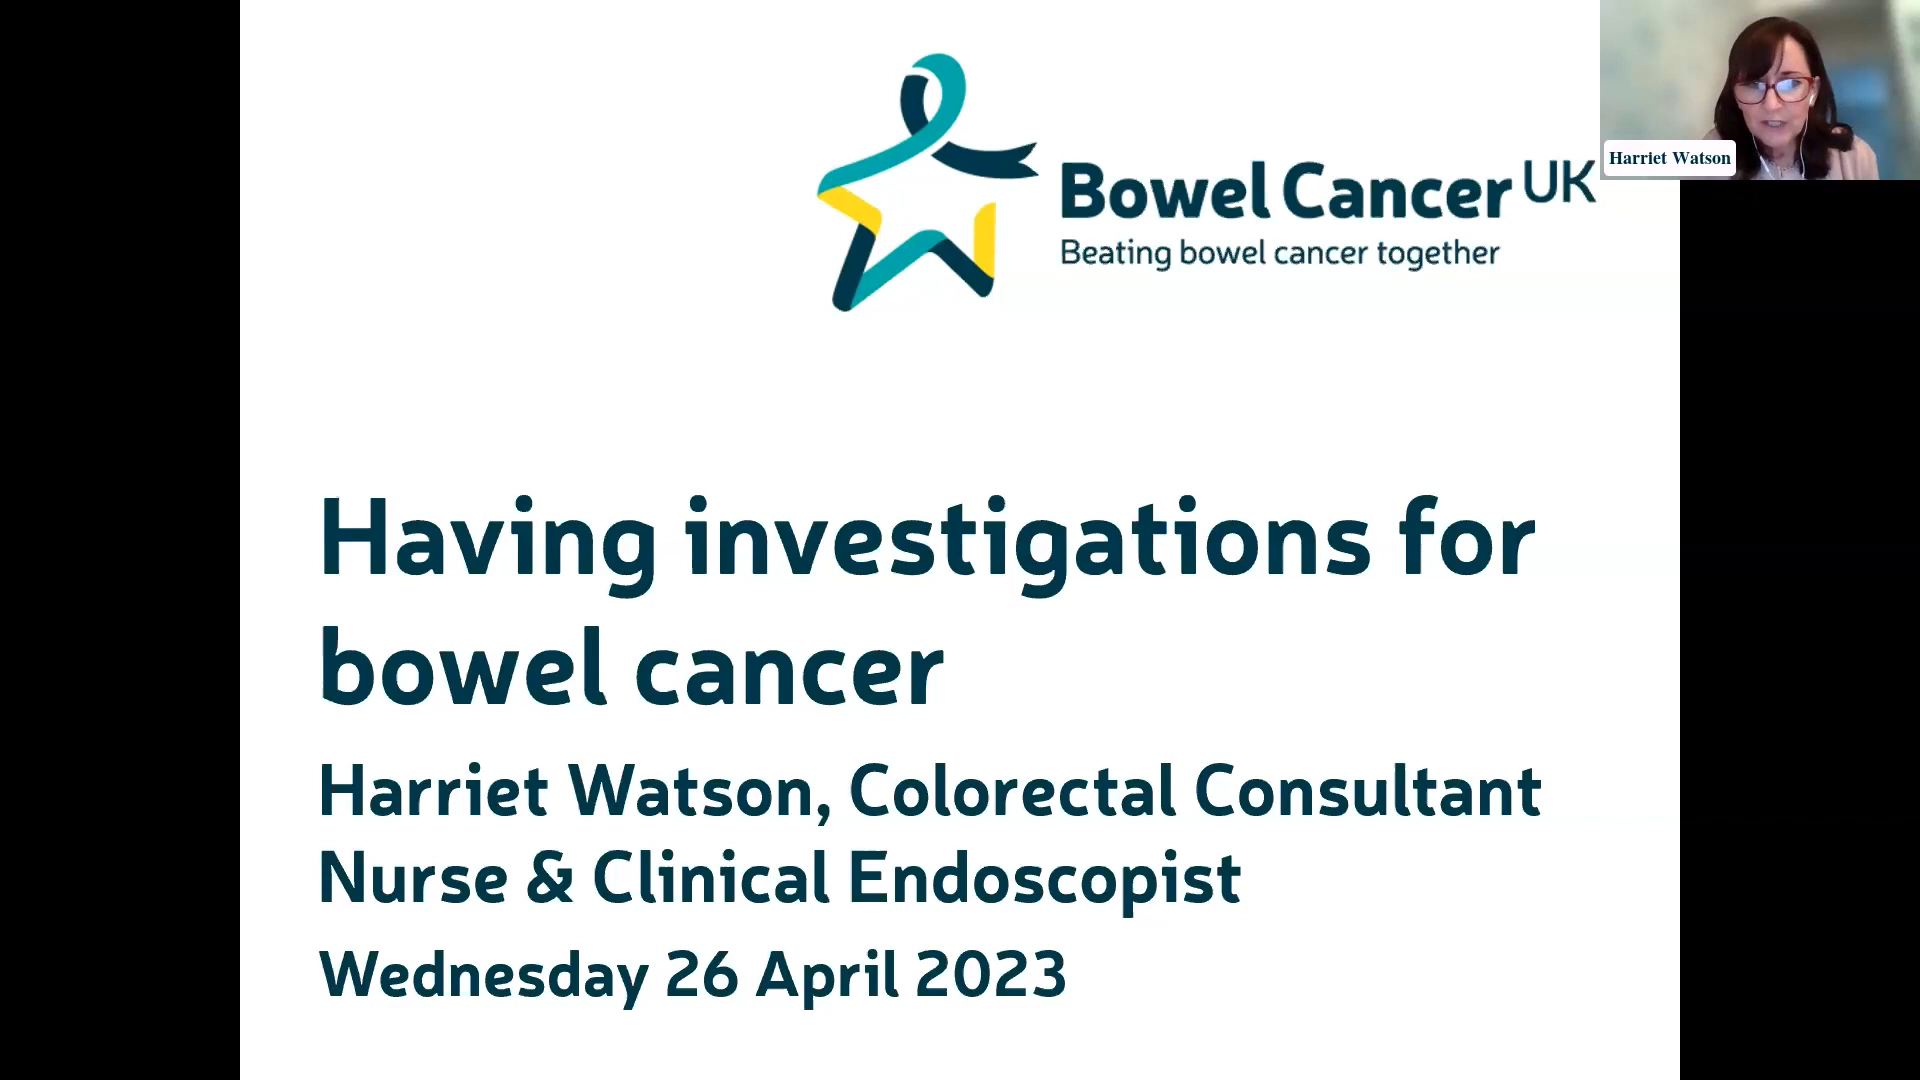 Bowel Cancer UK
Beating bowel cancer together
Harriet Watson
Having investigations for
bowel cancer
Harriet Watson, Colorectal Consultant
Nurse & Clinical Endoscopist
Wednesday 26 April 2023